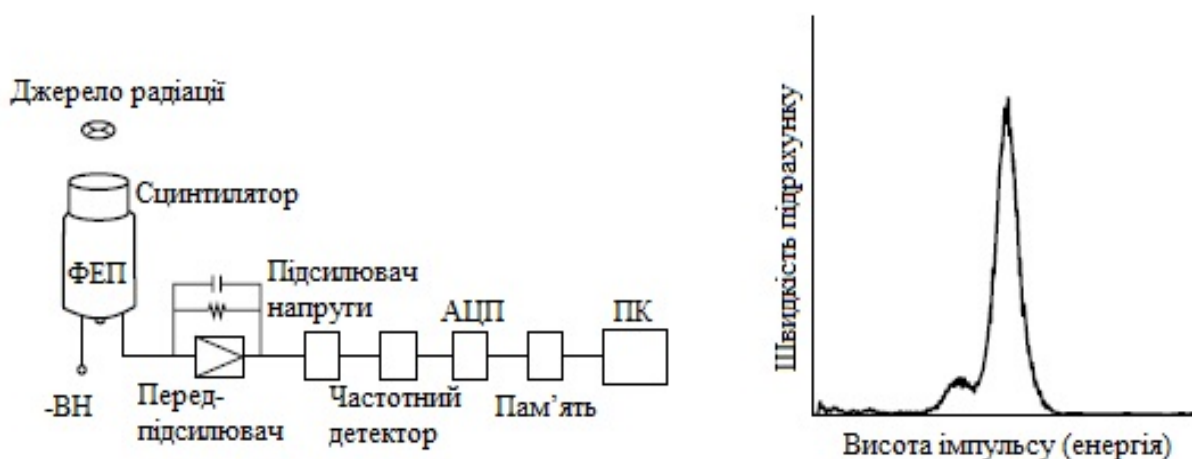 Джерело радіації
Сцинтилятор
ФЕП
Підсилювач
напруги
АЦП
ПК
-ВН
Перед-
підсилювач
Частотний
детектор
Пам’ять
Швидкість підрахунку
Висота імпульсу (енергія)